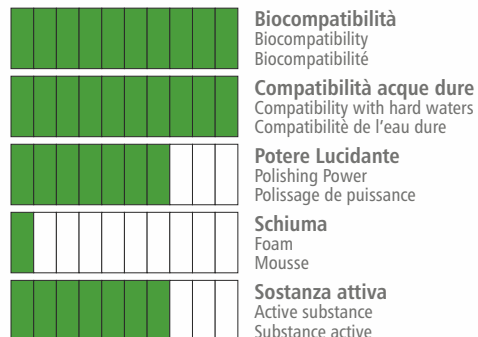 Biocompatibilità
Biocompatibility
Biocompatibilité
Compatibilità acque dure
Compatibility with hard waters
Compatibilitè de l'eau dure
Potere Lucidante
Polishing Power
Polissage de puissance
Schiuma
Foam
Mousse
Sostanza attiva
Active substance
Substance active